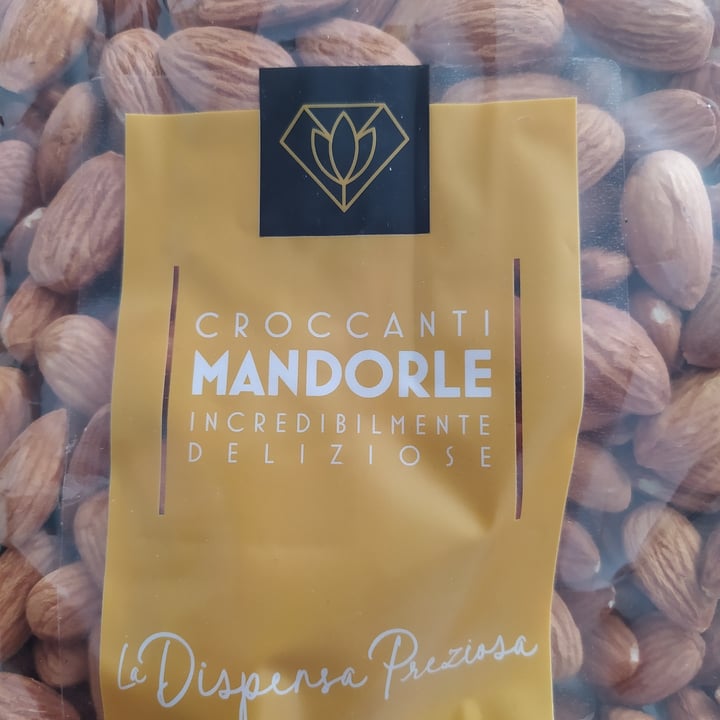 CROCCANTI
MANDORLE
INCREDIBILMENTE
DELIZIOSE
La Dispensa Preziosa